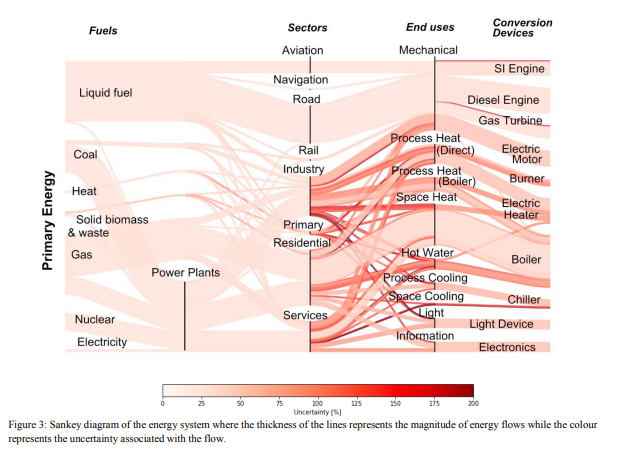 Fuels
Sectors
End uses
Conversion
Devices
Aviation
Mechanical
SI Engine
Navigation
Liquid fuel
Road
Diesel Engine
Gas Turbine
Process Heat
(Direct)
Coal
Rail
Electric
Motor
Industry
Process Heat
(Boiler)
Burner
Heat
Space Heat
Electric
Heater
Solid biomass
& waste
Primary
Residential
Gas
Hot Water
Boiler
Power Plants
Process Cooling
Space Cooling
Chiller
Nuclear
Services
Light
Light Device
Electricity
Information
Electronics
Primary Energy
0 25 50 75 100 125 150 175 200
Uncertainty [%]
Figure 3: Sankey diagram of the energy system where the thickness of the lines represents the magnitude of energy flows while the colour
represents the uncertainty associated with the flow.